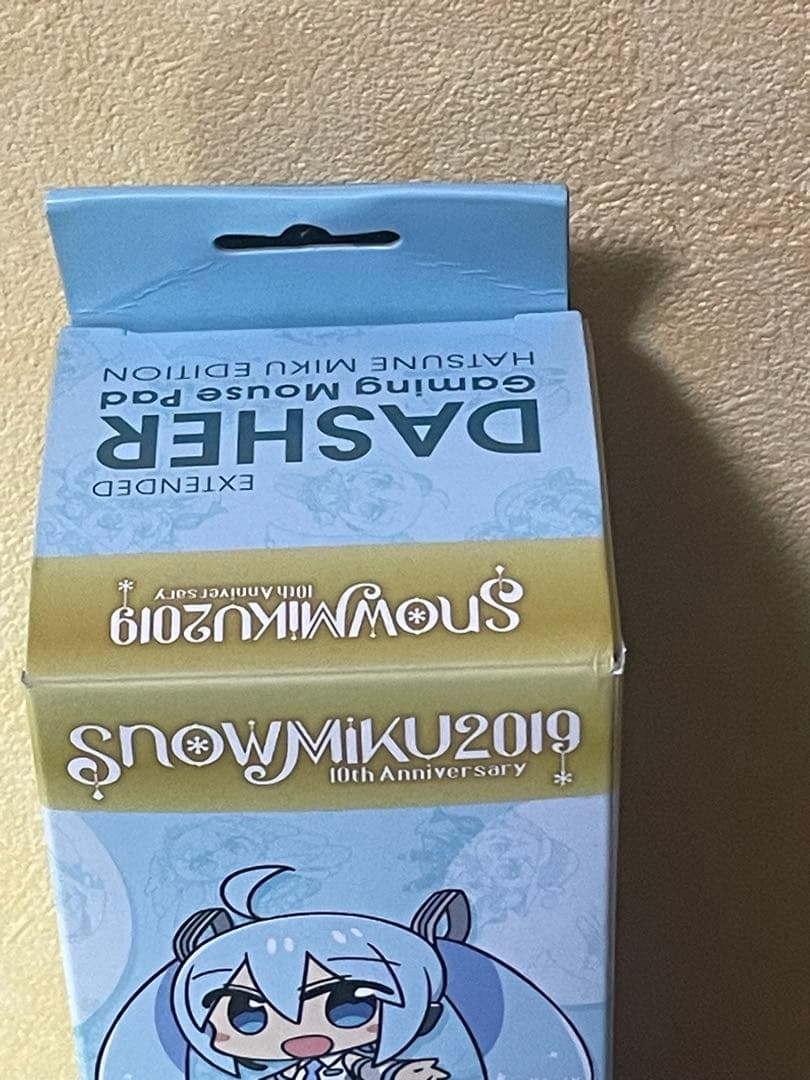 EXTENDED
DASHER
Gaming Mouse Pad
HATSUNE MIKU EDITION
SNOWMiKU2019
10th Anniversary
SNOWMiKU2019
10th Anniversary